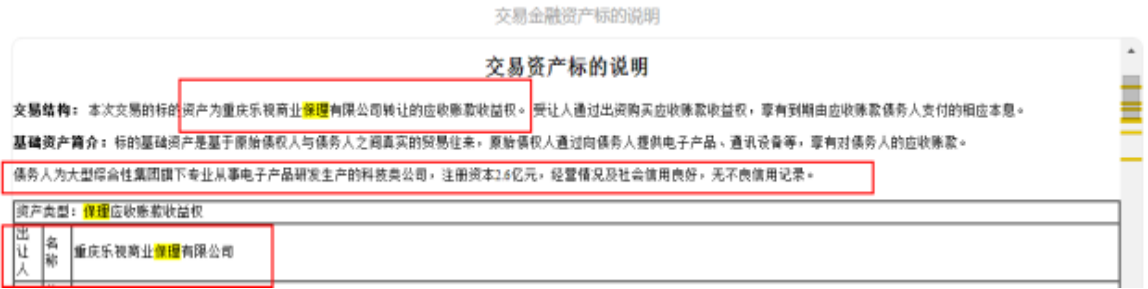 交易金融资产标的说明
交易资产标的说明
交易结构：本次交易的标的资产为重庆乐视商业保理有限公司转让的应收账款收益权。受让人通过出资购买应收账款收益权，享有到期由应收账款债务人支付的相应本息。
基础资产简介：标的基础资产是基于原始债权人与债务人之间真实的贸易往来，原始债权人通过向债务人提供电子产品、通讯设备等，享有对债务人的应收账款。
债务人为大型综合性集团旗下专业从事电子产品研发生产的科技类公司，注册资本2.6亿元，经营情况及社会信用良好，无不良信用记录。
资产类型：保理应收账款收益权
出让人 名称 重庆乐视商业保理有限公司